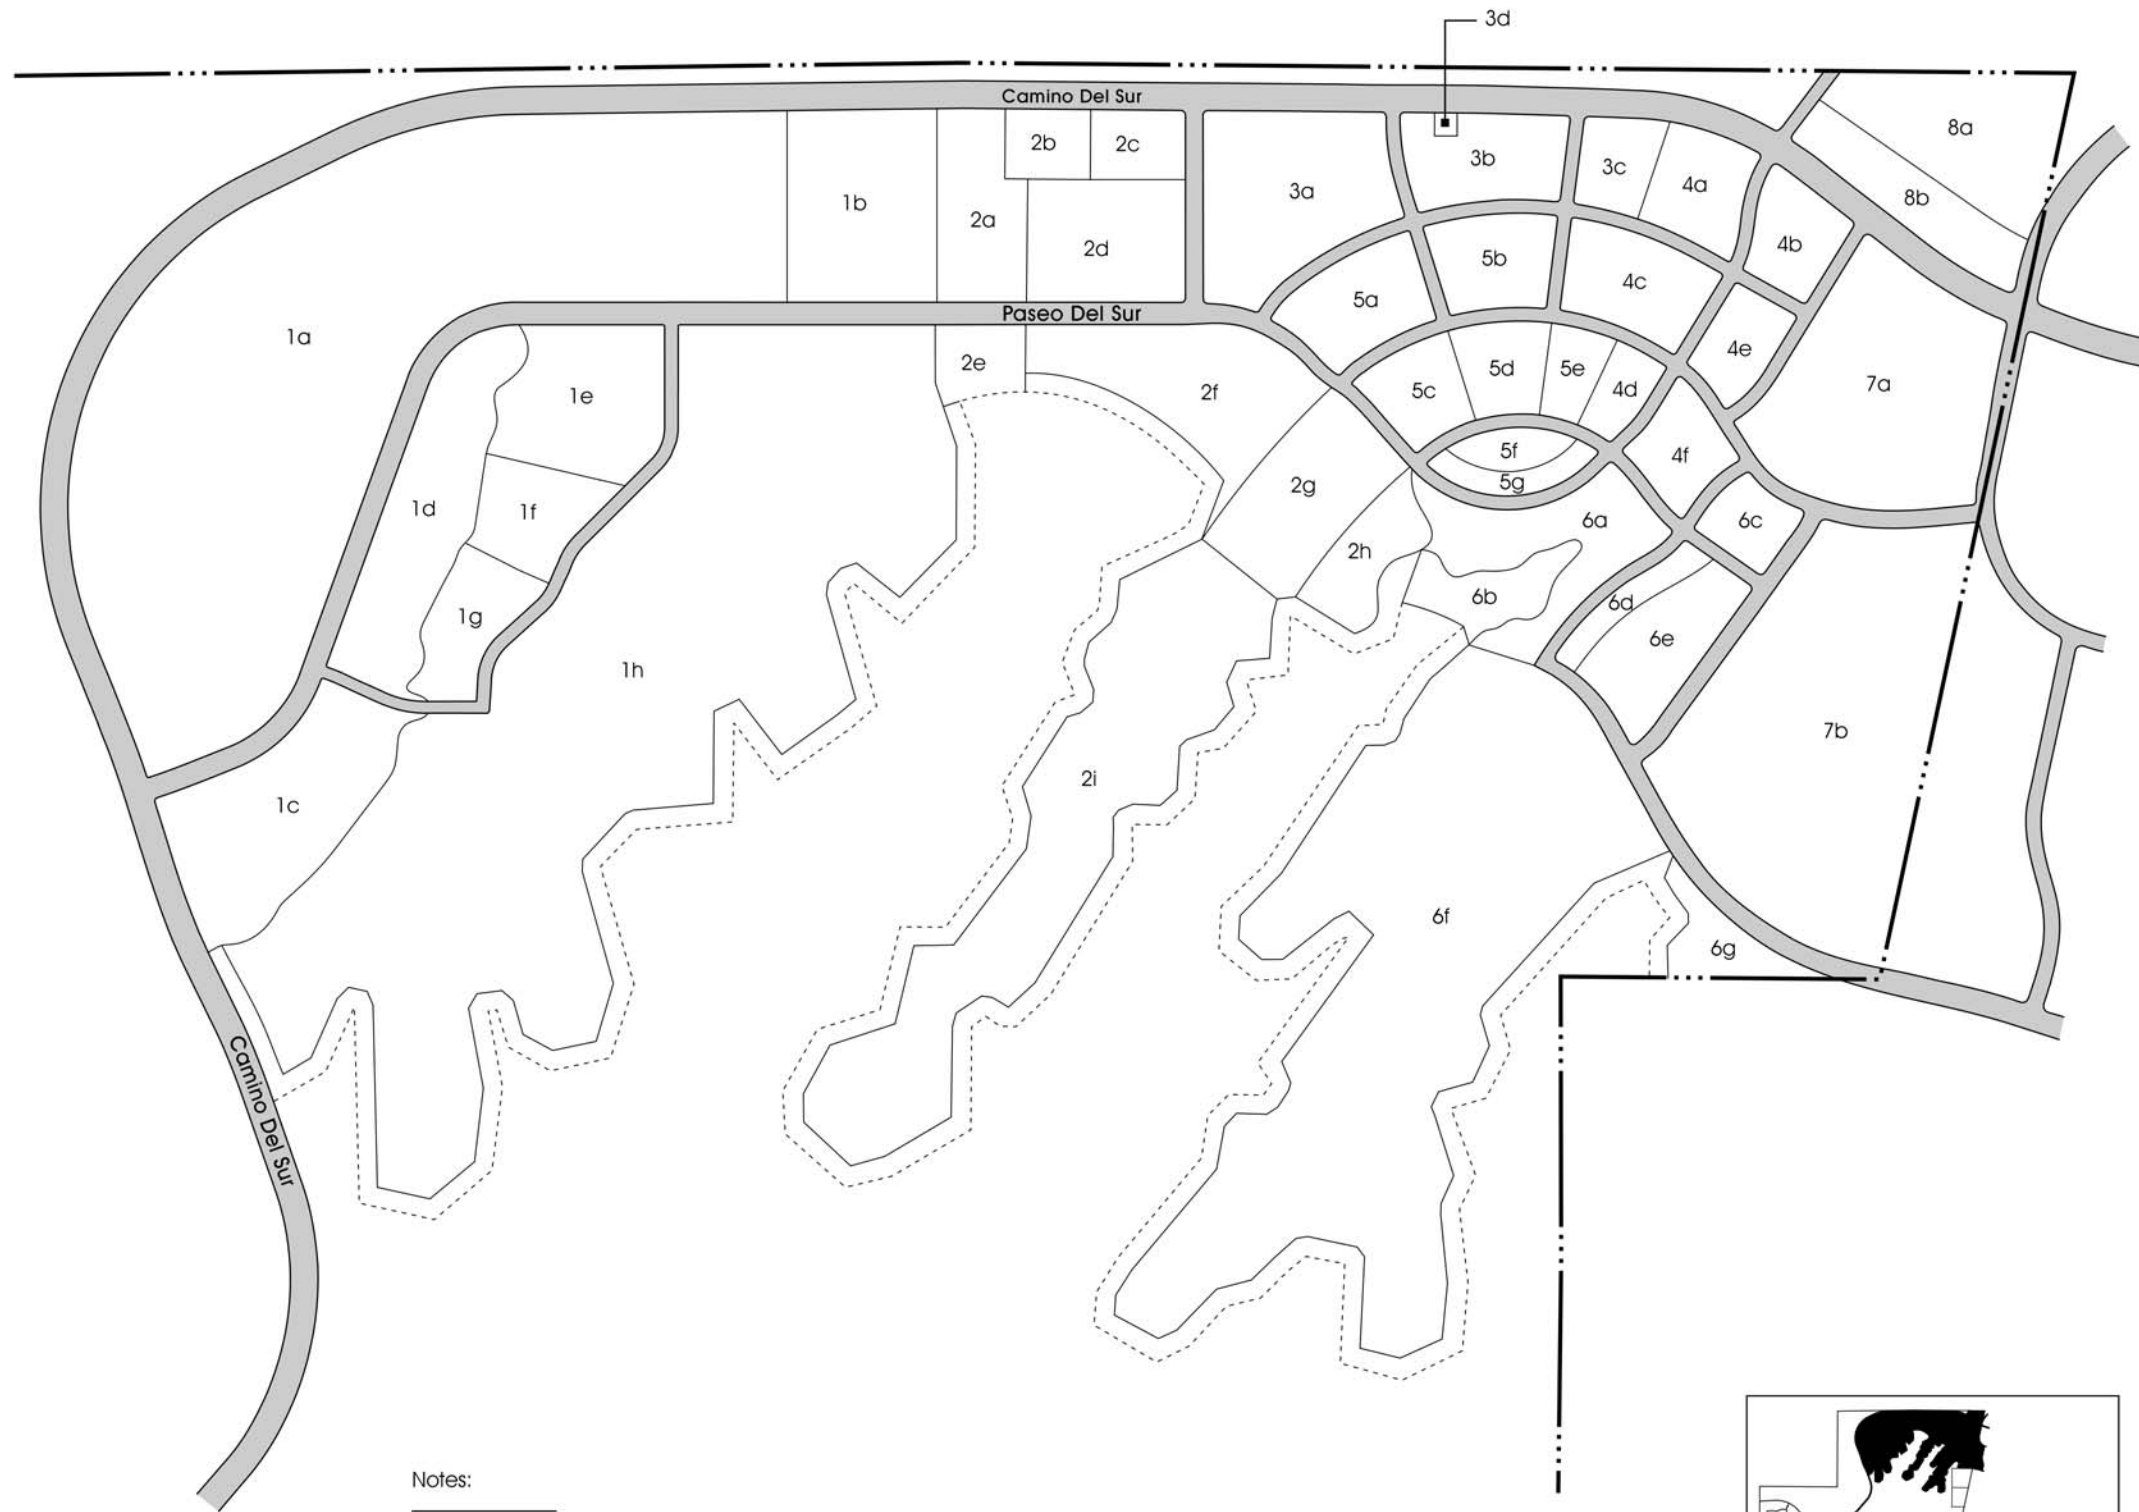 3d
Camino Del Sur
8a
2b
2c
3b
3c
4a
3a
8b
1b
2a
2d
4b
5b
4c
5a
Paseo Del Sur
1a
4e
2e
5d
5e
7a
1e
2f
5c
4d
5f
4f
5g
2g
1d
1f
6a
6c
2h
6b
6d
1g
6e
1h
7b
2i
1c
6f
6g
Camino Del Sur
Notes: